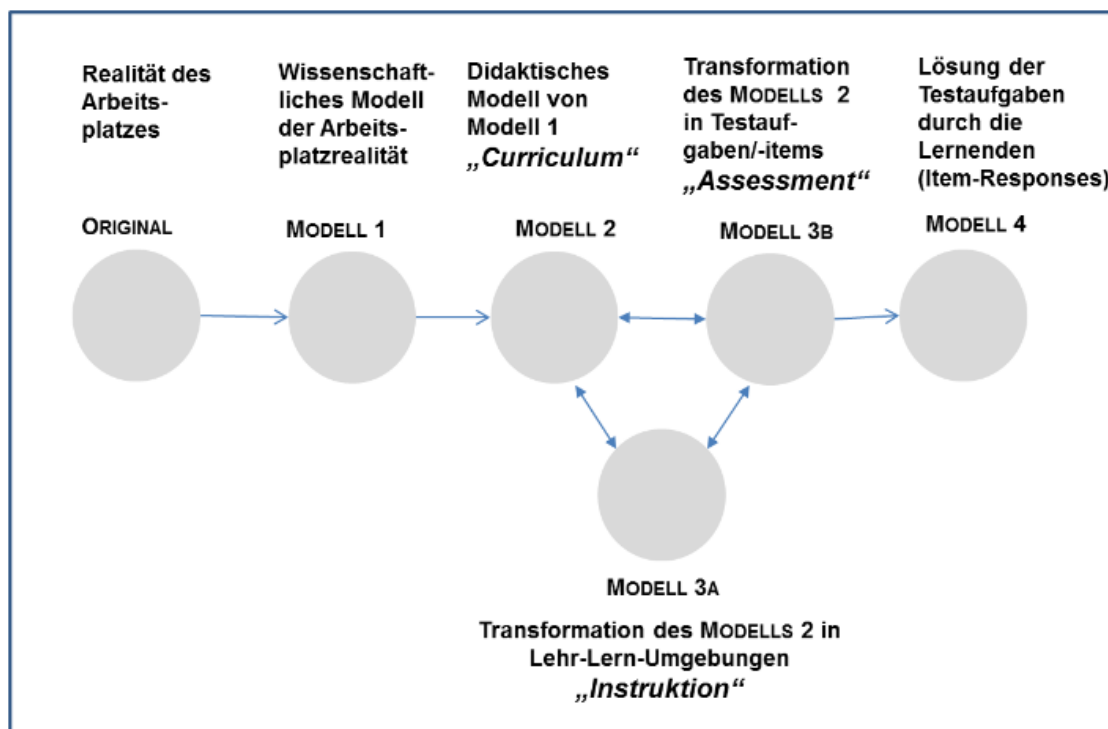 Realität des
Arbeits-
platzes
Wissenschaft-
liches Modell
der Arbeits-
platzrealität
Didaktisches
Modell von
Modell 1
„Curriculum“
Transformation
des MODELLS 2
in Testauf-
gaben/-items
„Assessment“
Lösung der
Testaufgaben
durch die
Lernenden
(Item-Responses)
ORIGINAL
MODELL 1
MODELL 2
MODELL 3B
MODELL 4
MODELL 3A
Transformation des MODELLS 2 in
Lehr-Lern-Umgebungen
„Instruktion“